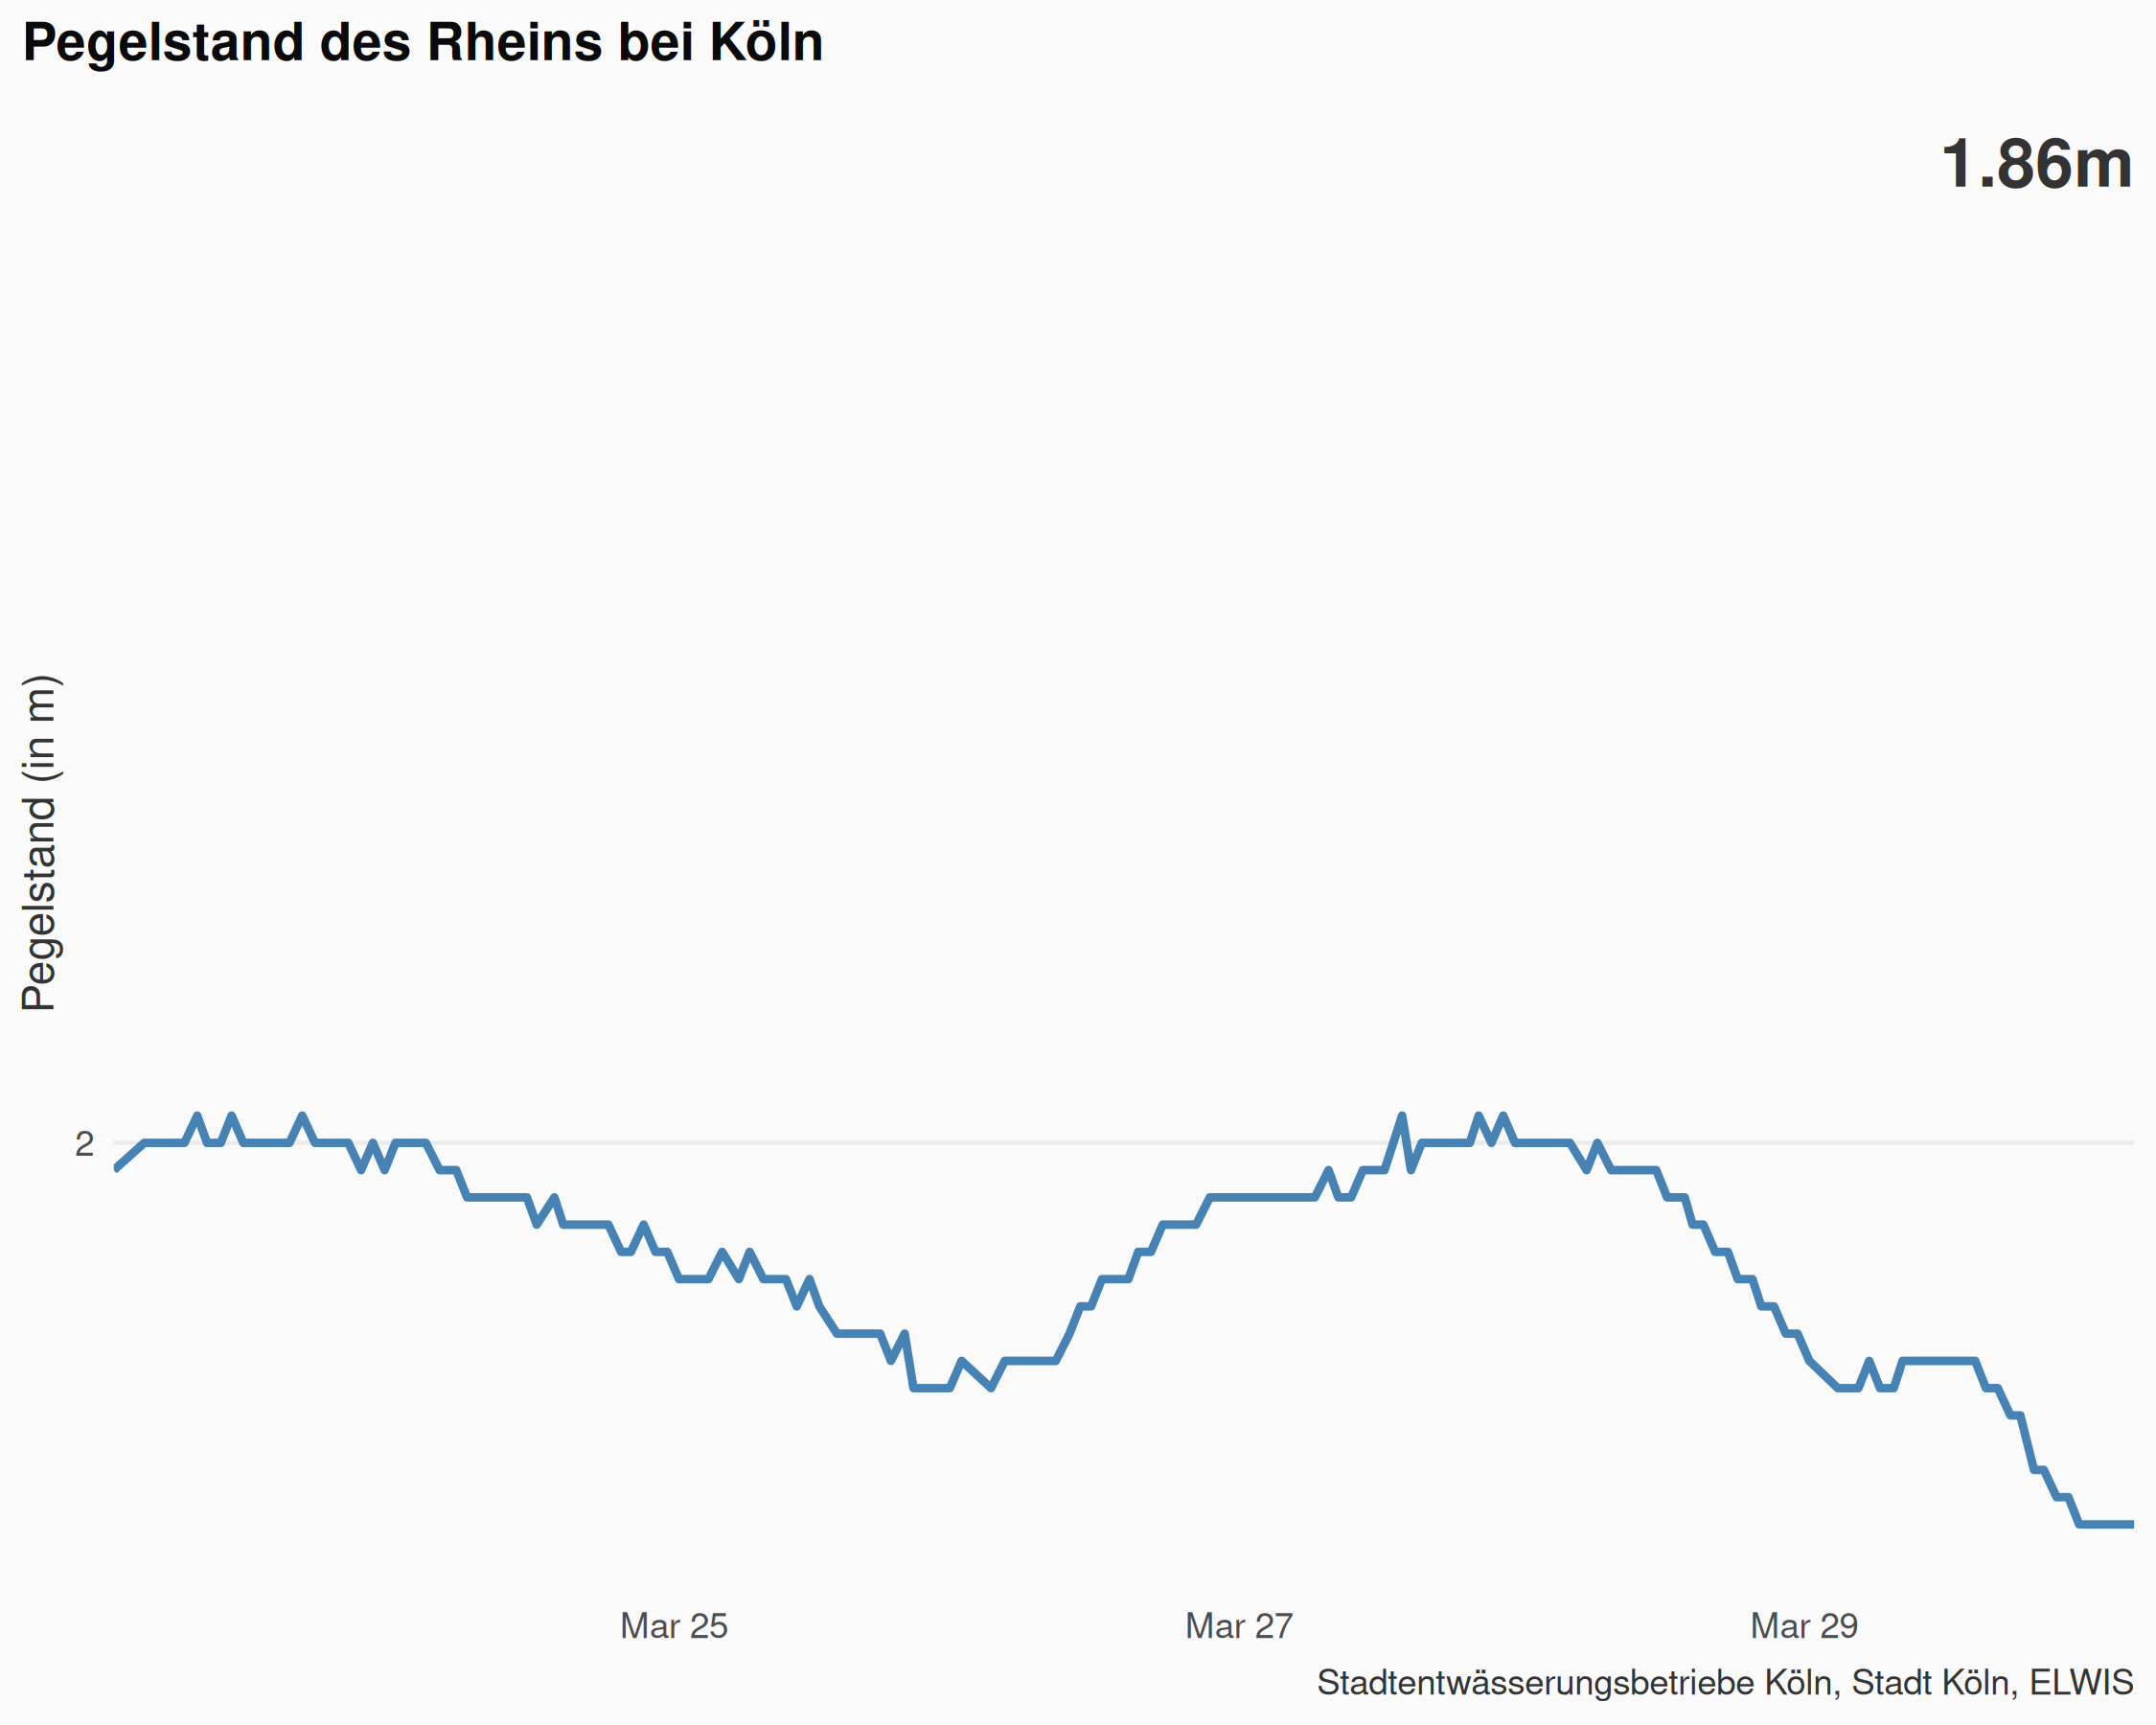 Pegelstand des Rheins bei Köln
1.86m
Pegelstand (in m)
2
Mar 25
Mar 27
Mar 29
Stadtentwässerungsbetriebe Köln, Stadt Köln, ELWIS